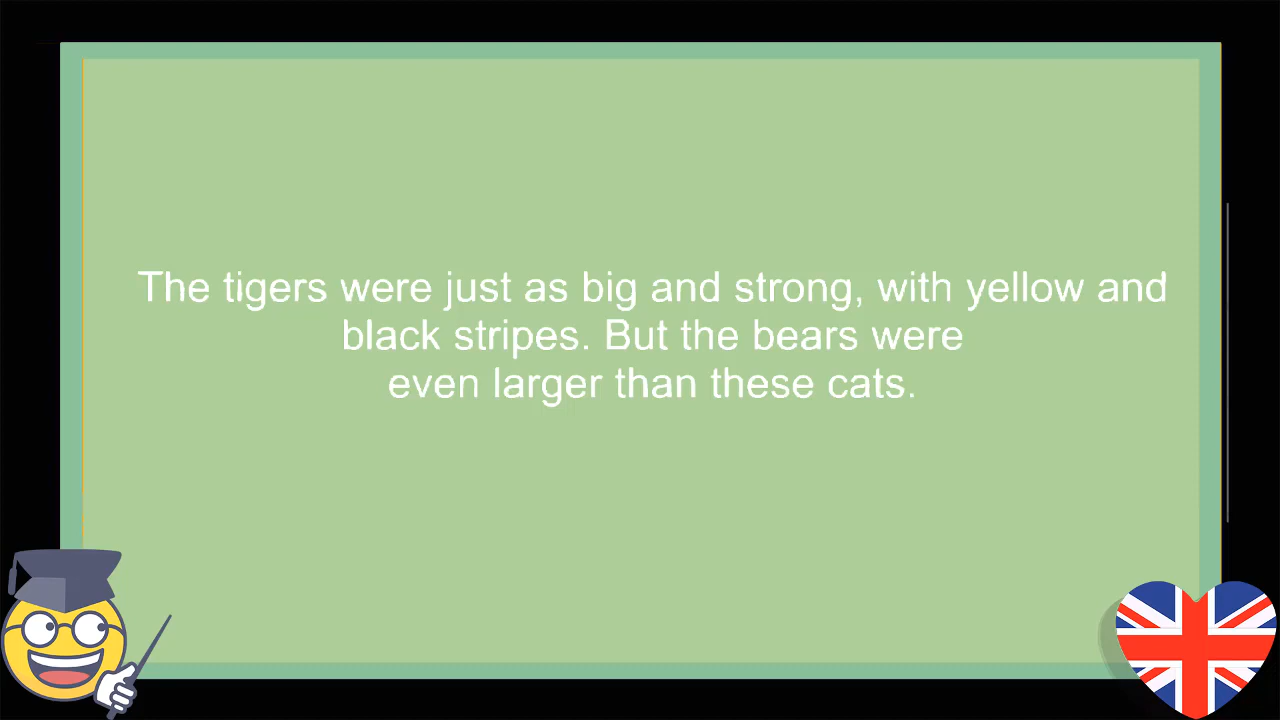 The tigers were just as big and strong, with yellow and
black stripes. But the bears were
even larger than these cats.